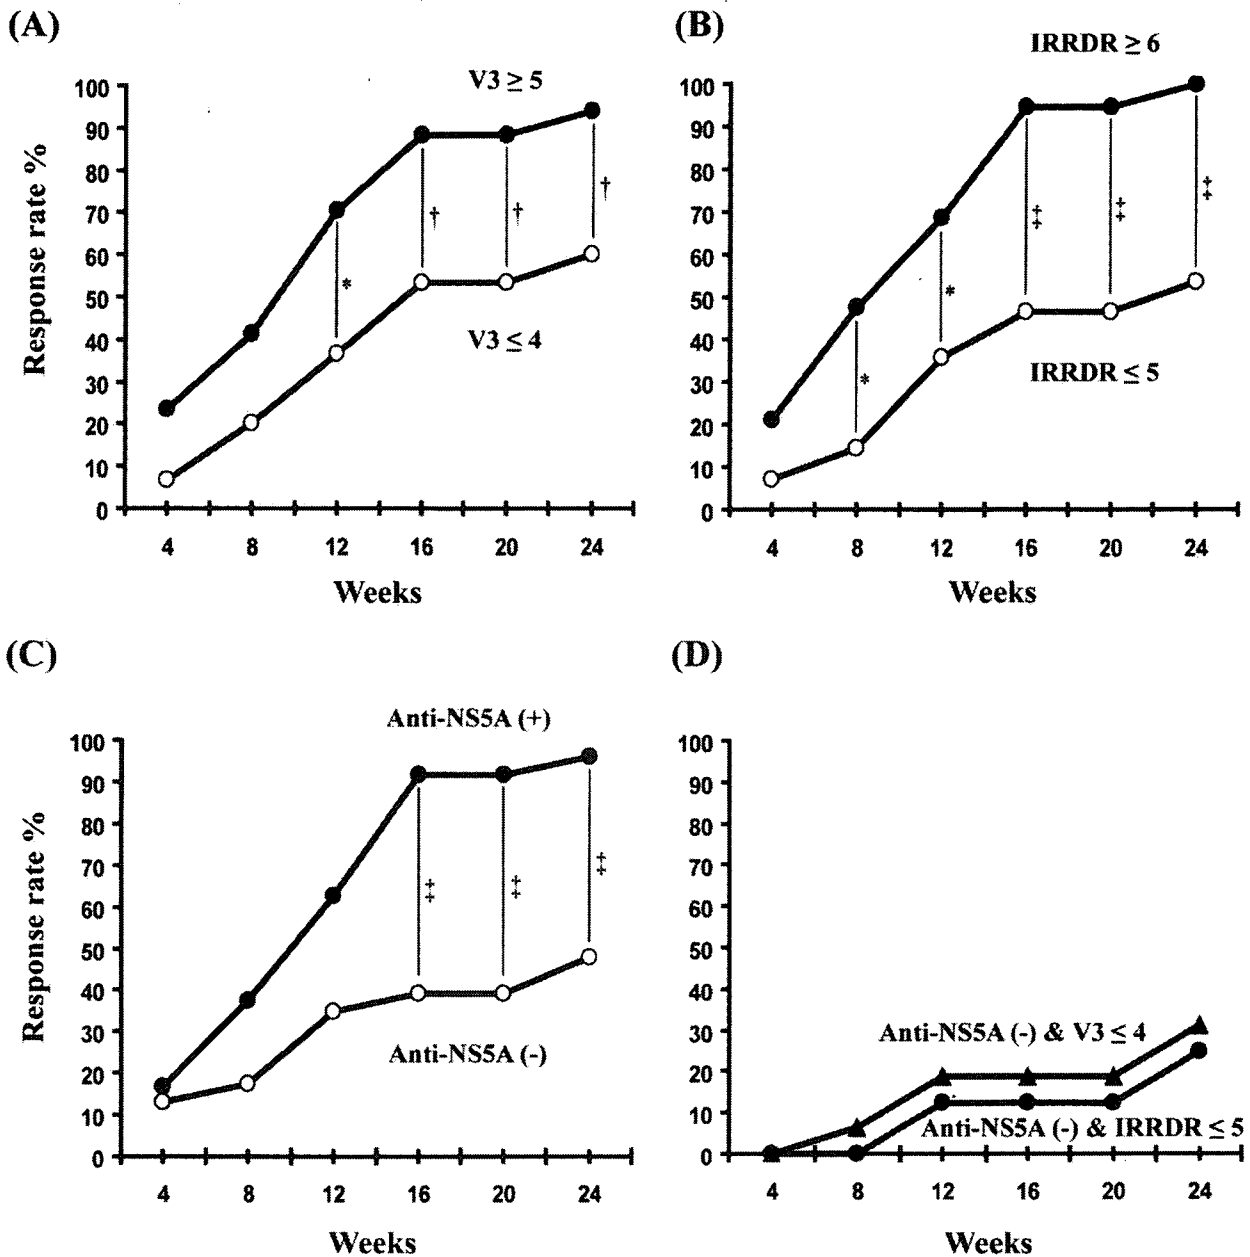 (A)
V3 ≥ 5
Response rate %
100
90
80
70
60
50
40
30
20
10
0
*
†
†
†
V3 ≤ 4
4 8 12 16 20 24
Weeks
(B)
IRRDR ≥ 6
100
90
80
70
60
50
40
30
20
10
0
*
*
‡
‡
‡
IRRDR ≤ 5
4 8 12 16 20 24
Weeks
(C)
Anti-NS5A (+)
Response rate %
100
90
80
70
60
50
40
30
20
10
0
‡
‡
‡
Anti-NS5A (-)
4 8 12 16 20 24
Weeks
(D)
100
90
80
70
60
50
40
30
20
10
0
Anti-NS5A (-) & V3 ≤ 4
Anti-NS5A (-) & IRRDR ≤ 5
4 8 12 16 20 24
Weeks